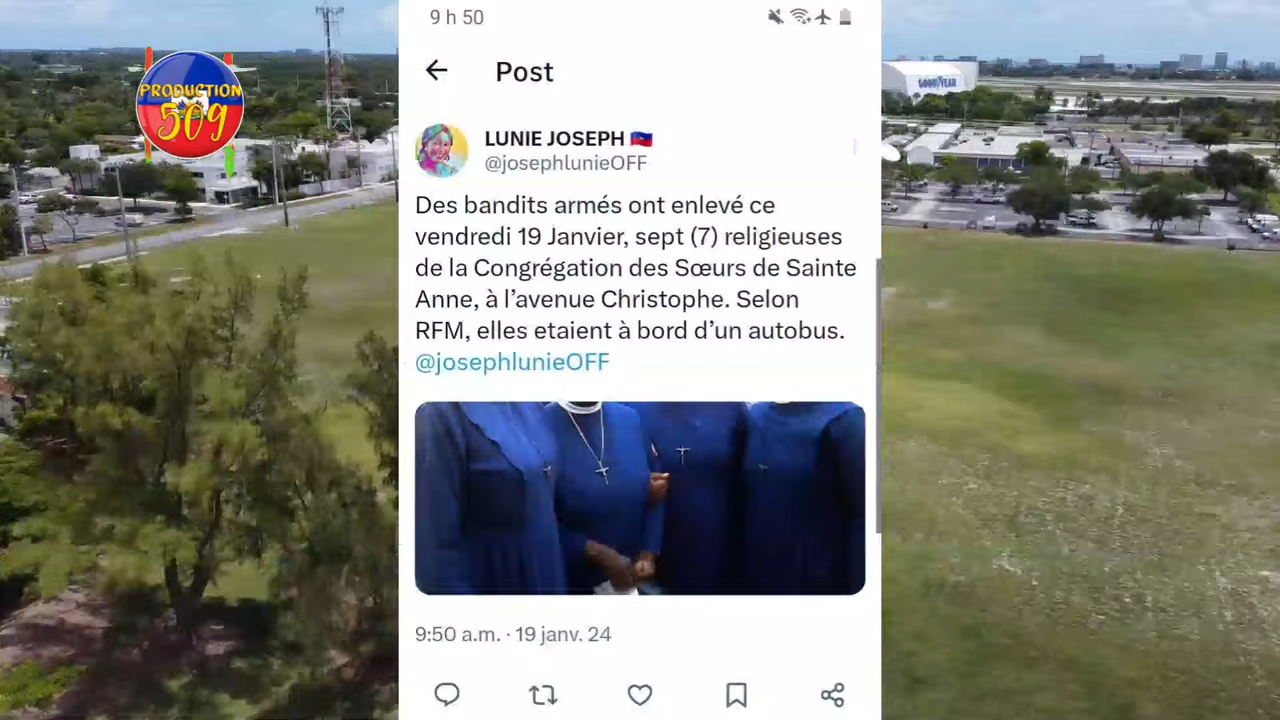 9 h 50
Post
PRODUCTION
509
GOODYEAR
LUNIE JOSEPH 🇭🇹
@josephlunieOFF
Des bandits armés ont enlevé ce
vendredi 19 Janvier, sept (7) religieuses
de la Congrégation des Sœurs de Sainte
Anne, à l’avenue Christophe. Selon
RFM, elles etaient à bord d’un autobus.
@josephlunieOFF
9:50 a.m. · 19 janv. 24